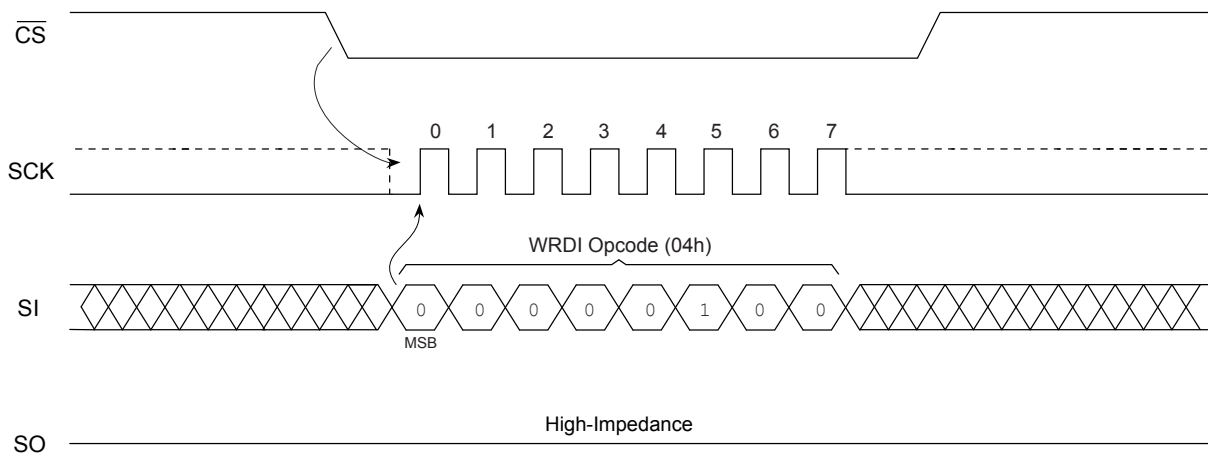 CS
0 1 2 3 4 5 6 7
SCK
WRDI Opcode (04h)
SI
0 0 0 0 0 1 0 0
MSB
High-Impedance
SO